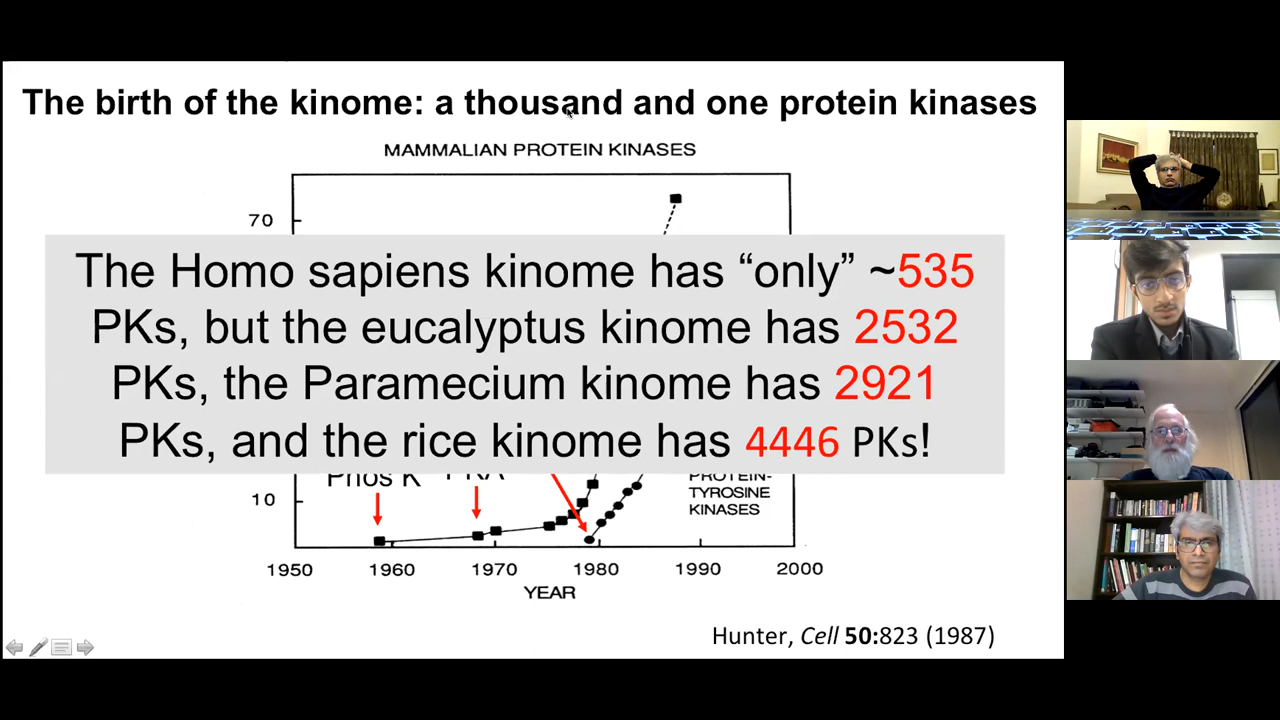 The birth of the kinome: a thousand and one protein kinases
MAMMALIAN PROTEIN KINASES
70
The Homo sapiens kinome has “only” ~535
PKs, but the eucalyptus kinome has 2532
PKs, the Paramecium kinome has 2921
PKs, and the rice kinome has 4446 PKs!
Phos K
PKA
PROTEIN-
TYROSINE
KINASES
10
1950 1960 1970 1980 1990 2000
YEAR
Hunter, Cell 50:823 (1987)